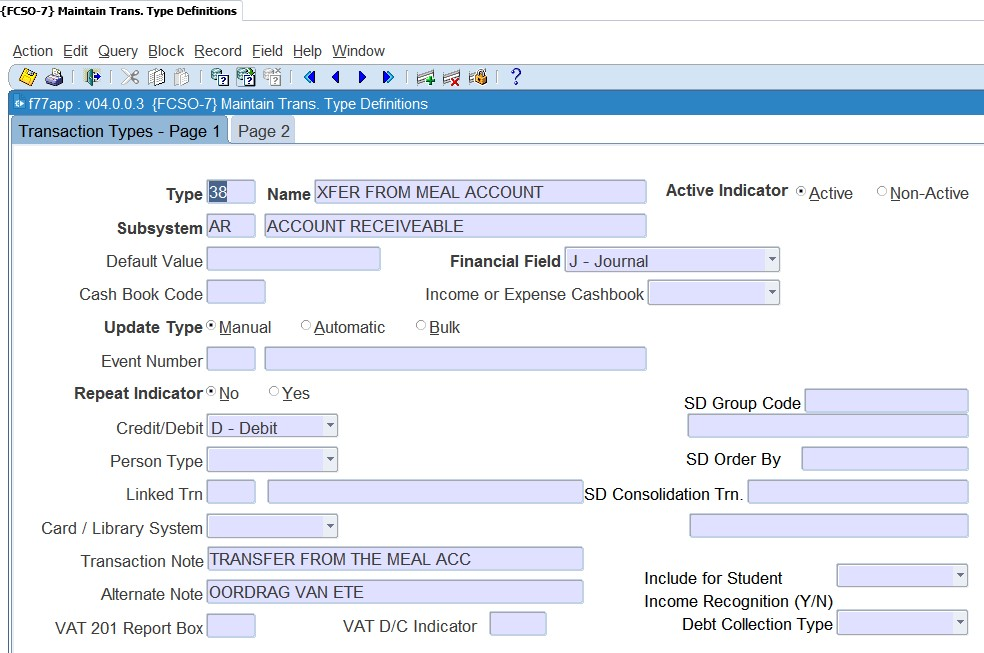 {FCSO-7} Maintain Trans. Type Definitions
Action Edit Query Block Record Field Help Window
f77app : v04.0.0.3 {FCSO-7} Maintain Trans. Type Definitions
Transaction Types - Page 1 Page 2
Type 38 Name XFER FROM MEAL ACCOUNT Active Indicator Active Non-Active
Subsystem AR ACCOUNT RECEIVEABLE
Default Value Financial Field J - Journal
Cash Book Code Income or Expense Cashbook
Update Type Manual Automatic Bulk
Event Number
Repeat Indicator No Yes
SD Group Code
Credit/Debit D - Debit
Person Type SD Order By
Linked Trn SD Consolidation Trn.
Card / Library System
Transaction Note TRANSFER FROM THE MEAL ACC
Include for Student
Alternate Note OORDRAG VAN ETE
Income Recognition (Y/N)
VAT 201 Report Box VAT D/C Indicator Debt Collection Type